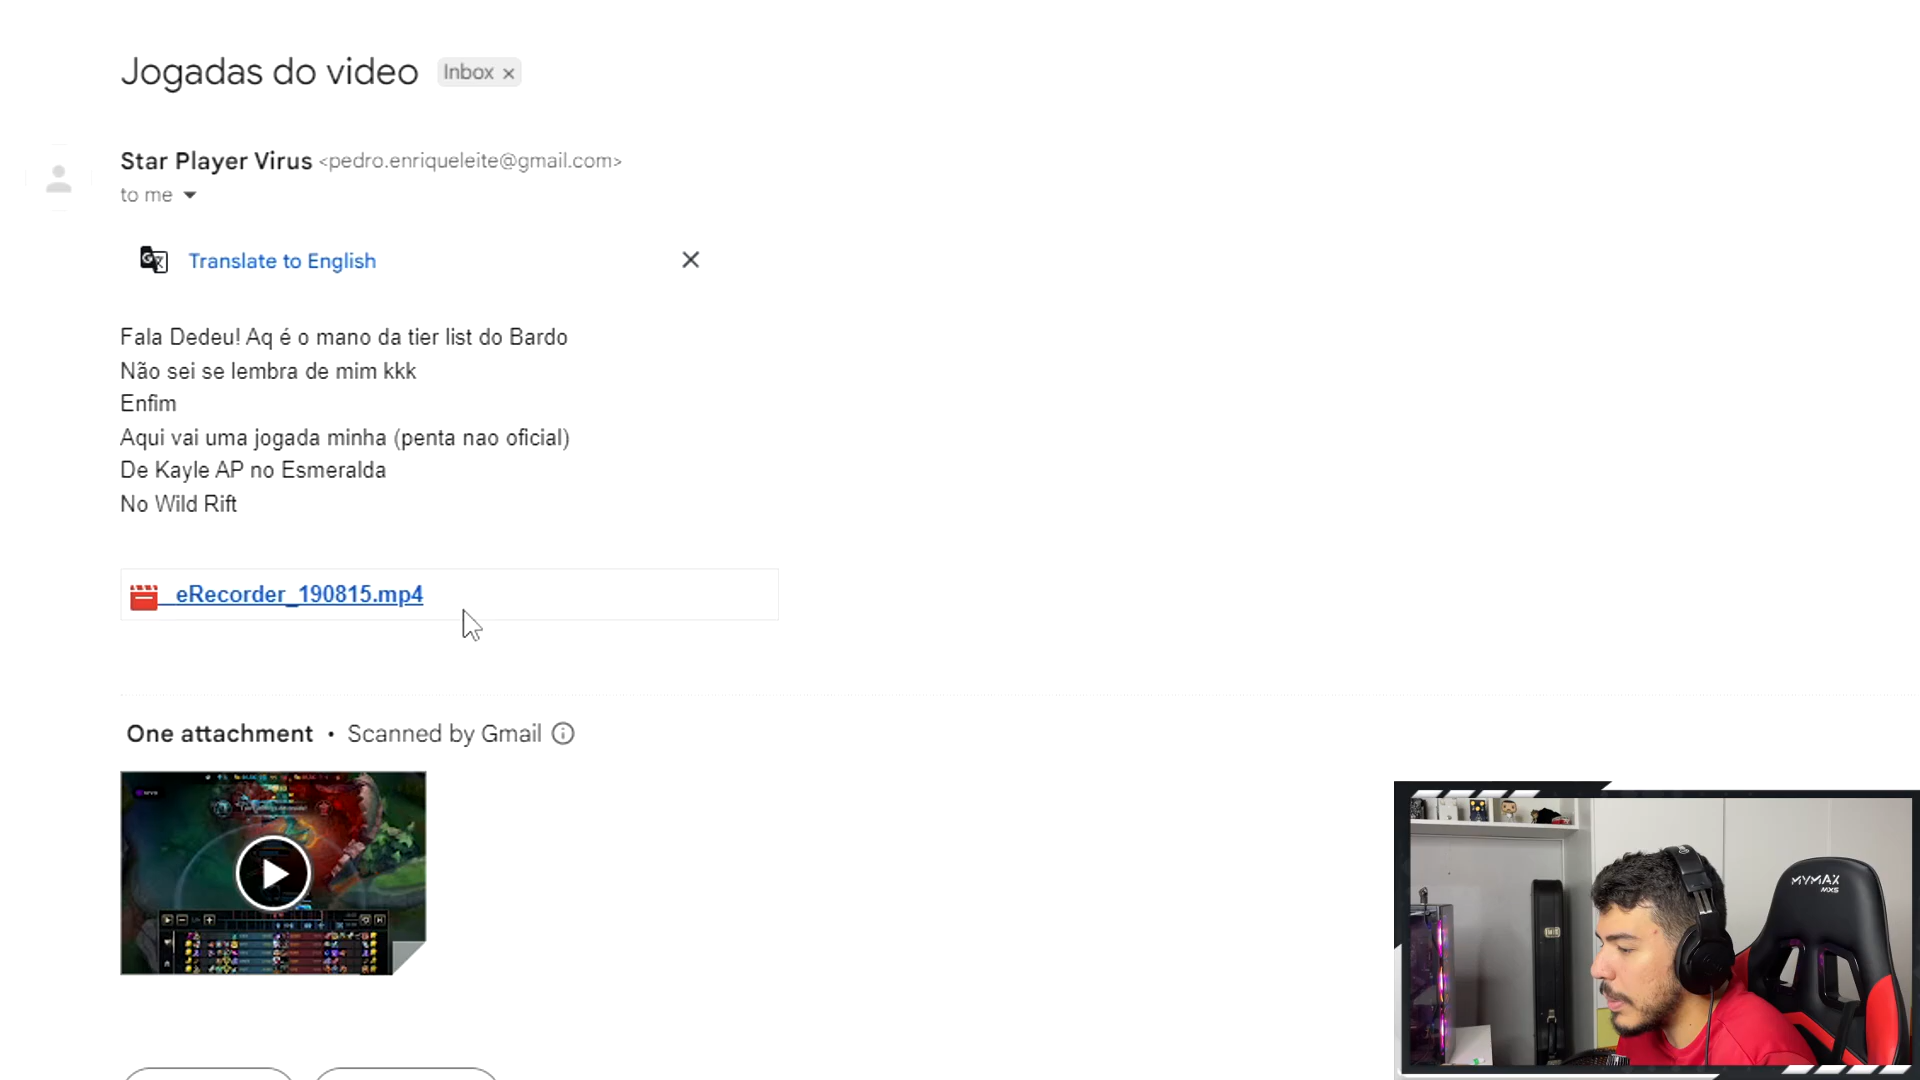 Jogadas do video
Inbox ×
Star Player Virus <pedro.enriqueleite@gmail.com>
to me
Translate to English
Fala Dedeu! Aq é o mano da tier list do Bardo
Não sei se lembra de mim kkk
Enfim
Aqui vai uma jogada minha (penta nao oficial)
De Kayle AP no Esmeralda
No Wild Rift
eRecorder_190815.mp4
One attachment • Scanned by Gmail
MYMAX
MX5